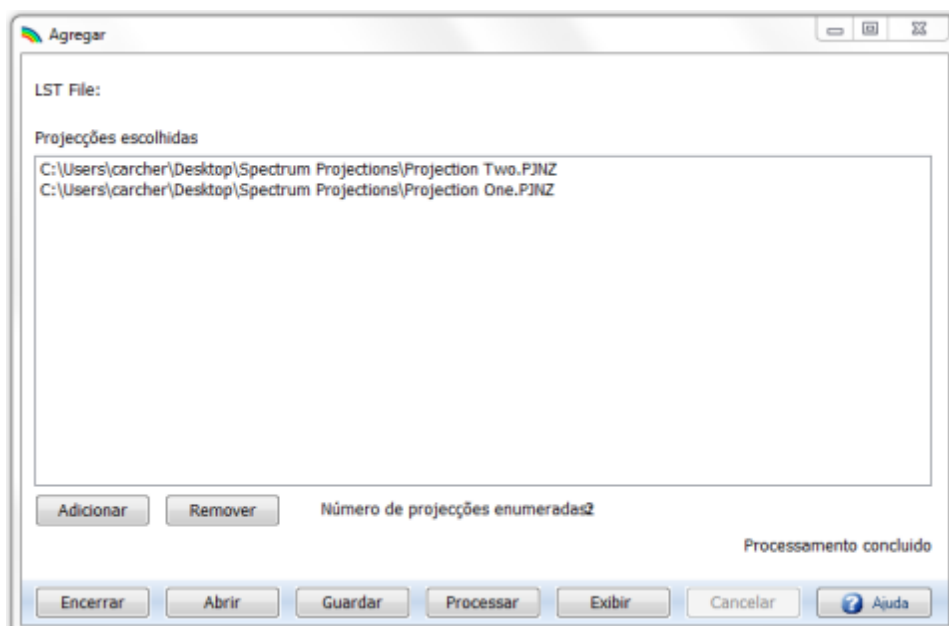 Agregar
LST File:
Projecções escolhidas
C:\Users\carcher\Desktop\Spectrum Projections\Projection Two.PJNZ
C:\Users\carcher\Desktop\Spectrum Projections\Projection One.PJNZ
Adicionar Remover Número de projecções enumeradas2
Processamento concluido
Encerrar Abrir Guardar Processar Exibir Cancelar Ajuda